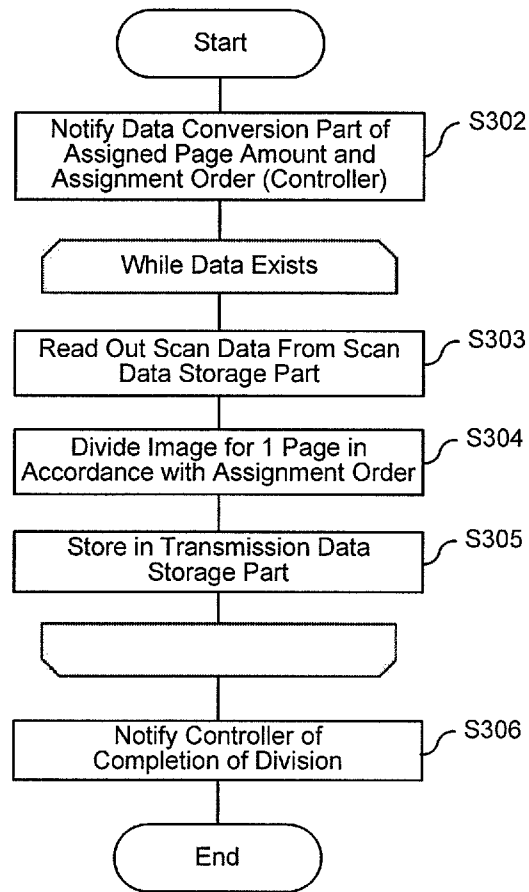 Start
Notify Data Conversion Part of
Assigned Page Amount and
Assignment Order (Controller)
S302
While Data Exists
Read Out Scan Data From Scan
Data Storage Part
S303
Divide Image for 1 Page in
Accordance with Assignment Order
S304
Store in Transmission Data
Storage Part
S305
Notify Controller of
Completion of Division
S306
End